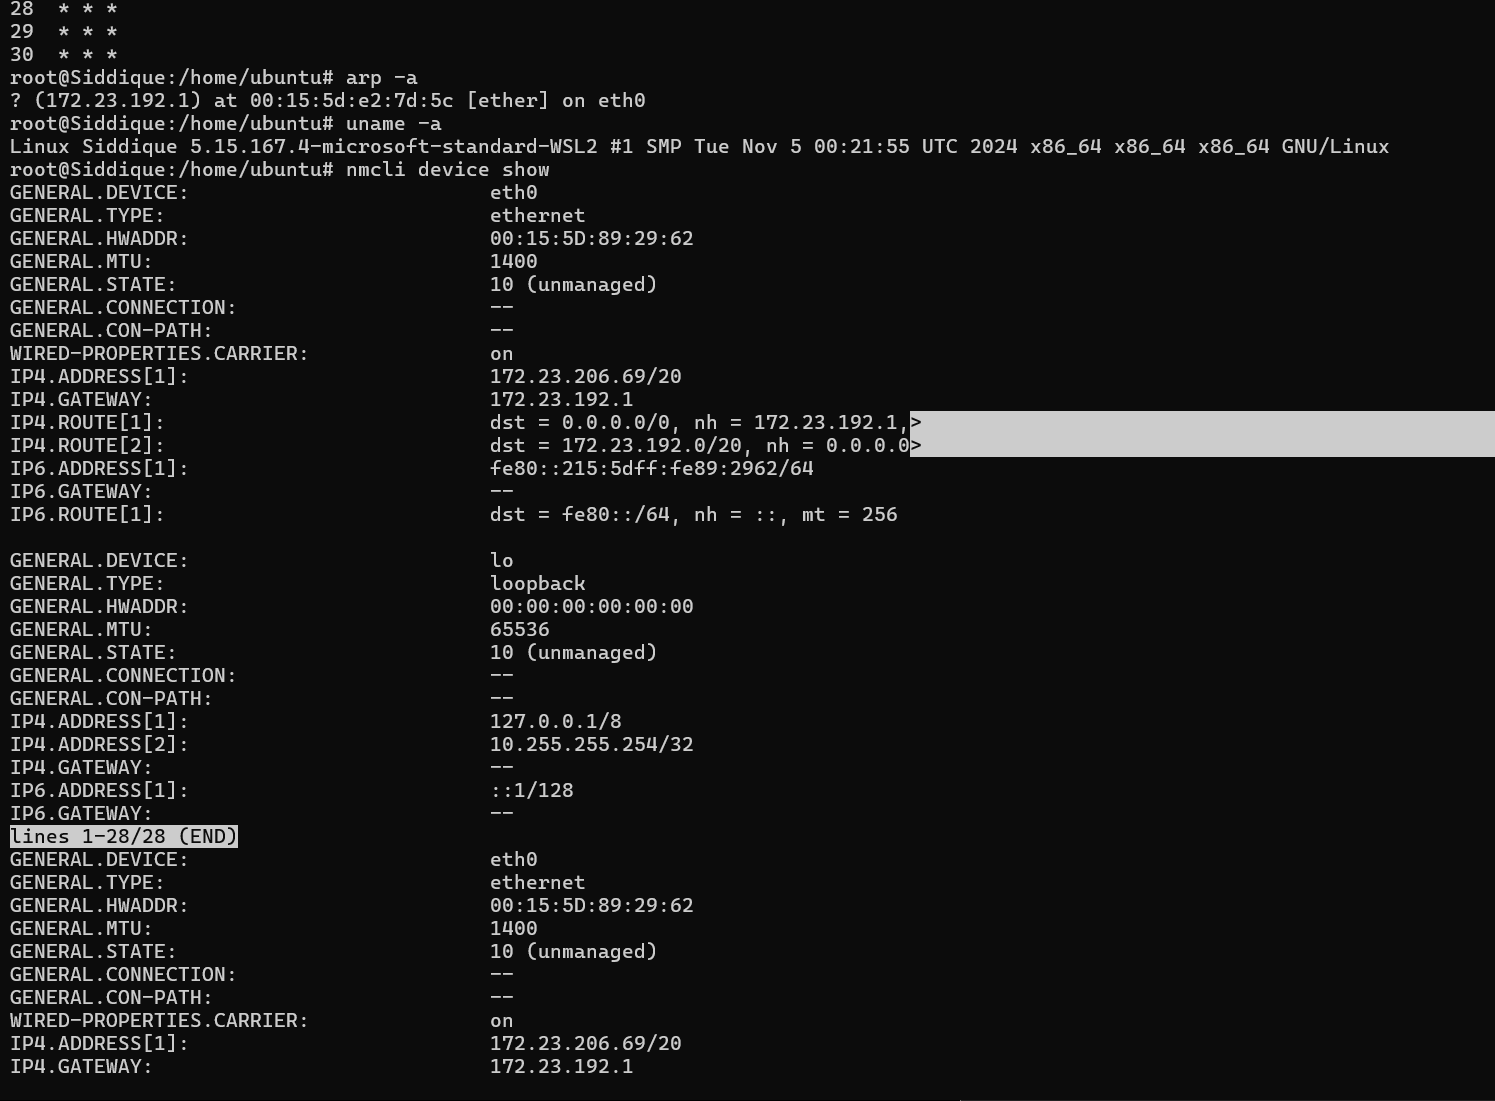 28  * * *
29  * * *
30  * * *
root@Siddique:/home/ubuntu# arp -a
? (172.23.192.1) at 00:15:5d:e2:7d:5c [ether] on eth0
root@Siddique:/home/ubuntu# uname -a
Linux Siddique 5.15.167.4-microsoft-standard-WSL2 #1 SMP Tue Nov 5 00:21:55 UTC 2024 x86_64 x86_64 x86_64 GNU/Linux
root@Siddique:/home/ubuntu# nmcli device show
GENERAL.DEVICE:                         eth0
GENERAL.TYPE:                           ethernet
GENERAL.HWADDR:                         00:15:5D:89:29:62
GENERAL.MTU:                            1400
GENERAL.STATE:                          10 (unmanaged)
GENERAL.CONNECTION:                     --
GENERAL.CON-PATH:                       --
WIRED-PROPERTIES.CARRIER:               on
IP4.ADDRESS[1]:                         172.23.206.69/20
IP4.GATEWAY:                            172.23.192.1
IP4.ROUTE[1]:                           dst = 0.0.0.0/0, nh = 172.23.192.1,>
IP4.ROUTE[2]:                           dst = 172.23.192.0/20, nh = 0.0.0.0>
IP6.ADDRESS[1]:                         fe80::215:5dff:fe89:2962/64
IP6.GATEWAY:                            --
IP6.ROUTE[1]:                           dst = fe80::/64, nh = ::, mt = 256

GENERAL.DEVICE:                         lo
GENERAL.TYPE:                           loopback
GENERAL.HWADDR:                         00:00:00:00:00:00
GENERAL.MTU:                            65536
GENERAL.STATE:                          10 (unmanaged)
GENERAL.CONNECTION:                     --
GENERAL.CON-PATH:                       --
IP4.ADDRESS[1]:                         127.0.0.1/8
IP4.ADDRESS[2]:                         10.255.255.254/32
IP4.GATEWAY:                            --
IP6.ADDRESS[1]:                         ::1/128
IP6.GATEWAY:                            --
lines 1-28/28 (END)
GENERAL.DEVICE:                         eth0
GENERAL.TYPE:                           ethernet
GENERAL.HWADDR:                         00:15:5D:89:29:62
GENERAL.MTU:                            1400
GENERAL.STATE:                          10 (unmanaged)
GENERAL.CONNECTION:                     --
GENERAL.CON-PATH:                       --
WIRED-PROPERTIES.CARRIER:               on
IP4.ADDRESS[1]:                         172.23.206.69/20
IP4.GATEWAY:                            172.23.192.1